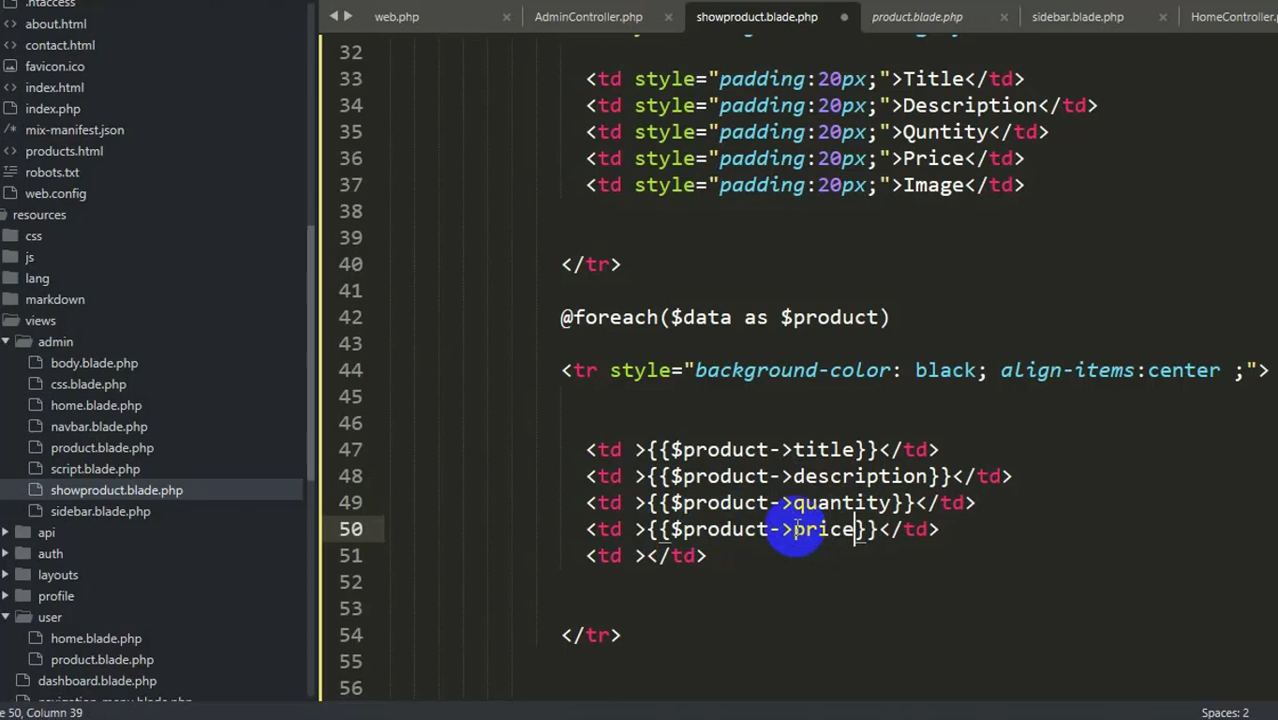 .htaccess
about.html
contact.html
favicon.ico
index.html
index.php
mix-manifest.json
products.html
robots.txt
web.config
resources
css
js
lang
markdown
views
admin
body.blade.php
css.blade.php
home.blade.php
navbar.blade.php
product.blade.php
script.blade.php
showproduct.blade.php
sidebar.blade.php
api
auth
layouts
profile
user
home.blade.php
product.blade.php
dashboard.blade.php
navigation-menu.blade.php
web.php × AdminController.php × showproduct.blade.php product.blade.php × sidebar.blade.php × HomeController.
32
33 <td style="padding:20px;">Title</td>
34 <td style="padding:20px;">Description</td>
35 <td style="padding:20px;">Quntity</td>
36 <td style="padding:20px;">Price</td>
37 <td style="padding:20px;">Image</td>
38
39
40 </tr>
41
42 @foreach($data as $product)
43
44 <tr style="background-color: black; align-items:center ;">
45
46
47 <td >{{$product->title}}</td>
48 <td >{{$product->description}}</td>
49 <td >{{$product->quantity}}</td>
50 <td >{{$product->price}}</td>
51 <td ></td>
52
53
54 </tr>
55
56
e 50, Column 39
Spaces: 2